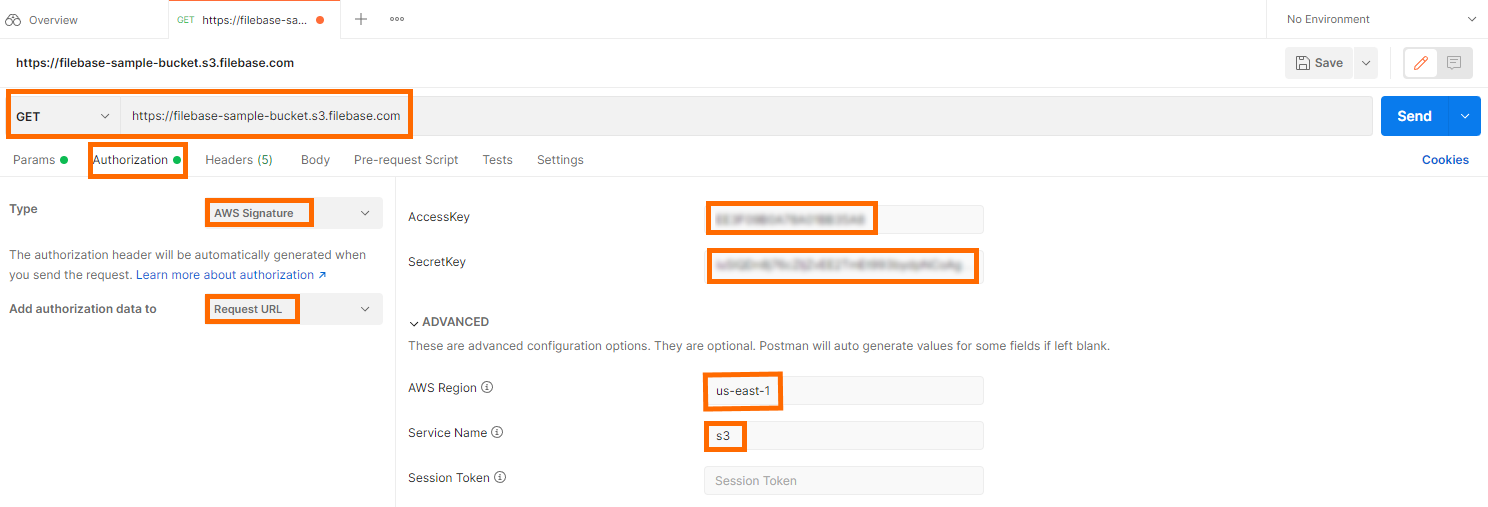 Overview
GET https://filebase-sa...
No Environment
https://filebase-sample-bucket.s3.filebase.com
Save
GET https://filebase-sample-bucket.s3.filebase.com
Send
Params Authorization Headers (5) Body Pre-request Script Tests Settings Cookies
Type AWS Signature
The authorization header will be automatically generated when
you send the request. Learn more about authorization ↗
Add authorization data to Request URL
AccessKey
SecretKey
ADVANCED
These are advanced configuration options. They are optional. Postman will auto generate values for some fields if left blank.
AWS Region us-east-1
Service Name s3
Session Token Session Token